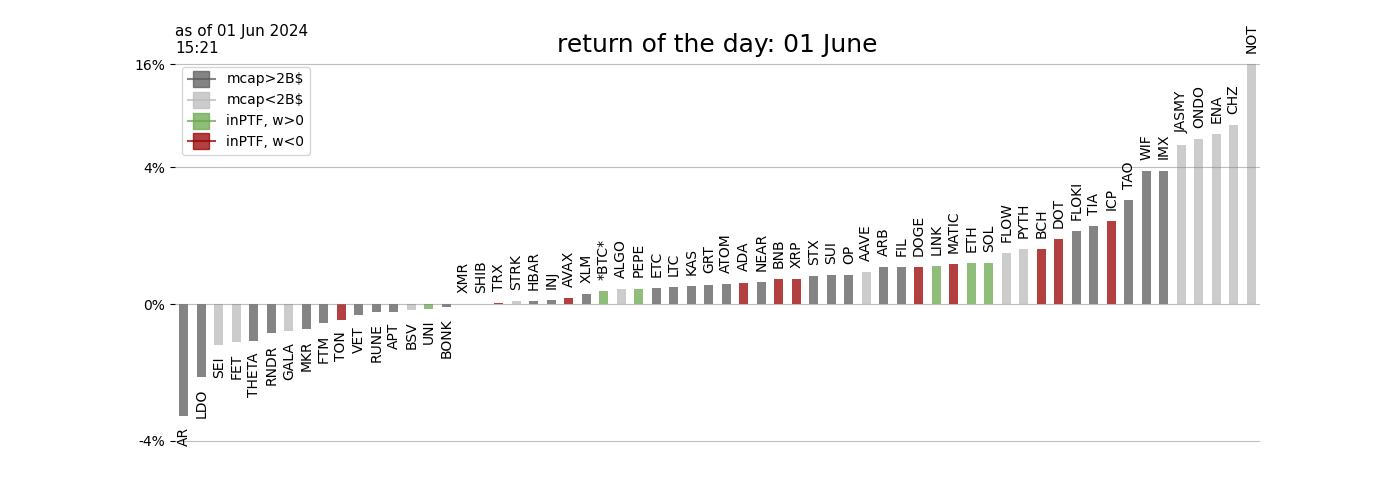 as of 01 Jun 2024
15:21
return of the day: 01 June
16%
4%
0%
-4%
mcap>2B$
mcap<2B$
inPTF, w>0
inPTF, w<0
AR
LDO
SEI
FET
THETA
RNDR
GALA
MKR
FTM
TON
VET
RUNE
APT
BSV
UNI
BONK
XMR
SHIB
TRX
STRK
HBAR
INJ
AVAX
XLM
*BTC*
ALGO
PEPE
ETC
LTC
KAS
GRT
ATOM
ADA
NEAR
BNB
XRP
STX
SUI
OP
AAVE
ARB
FIL
DOGE
LINK
MATIC
ETH
SOL
FLOW
PYTH
BCH
DOT
FLOKI
TIA
ICP
TAO
WIF
IMX
JASMY
ONDO
ENA
CHZ
NOT